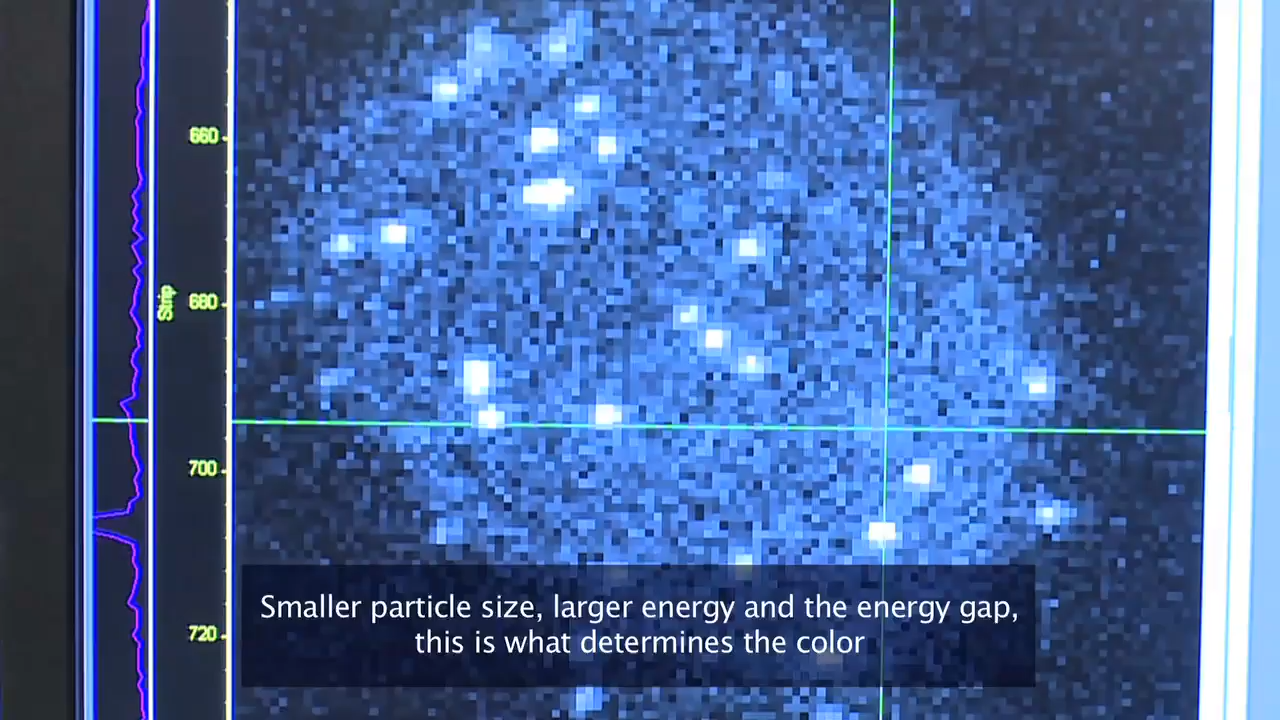 660
Strip
680
700
720
Smaller particle size, larger energy and the energy gap,
this is what determines the color